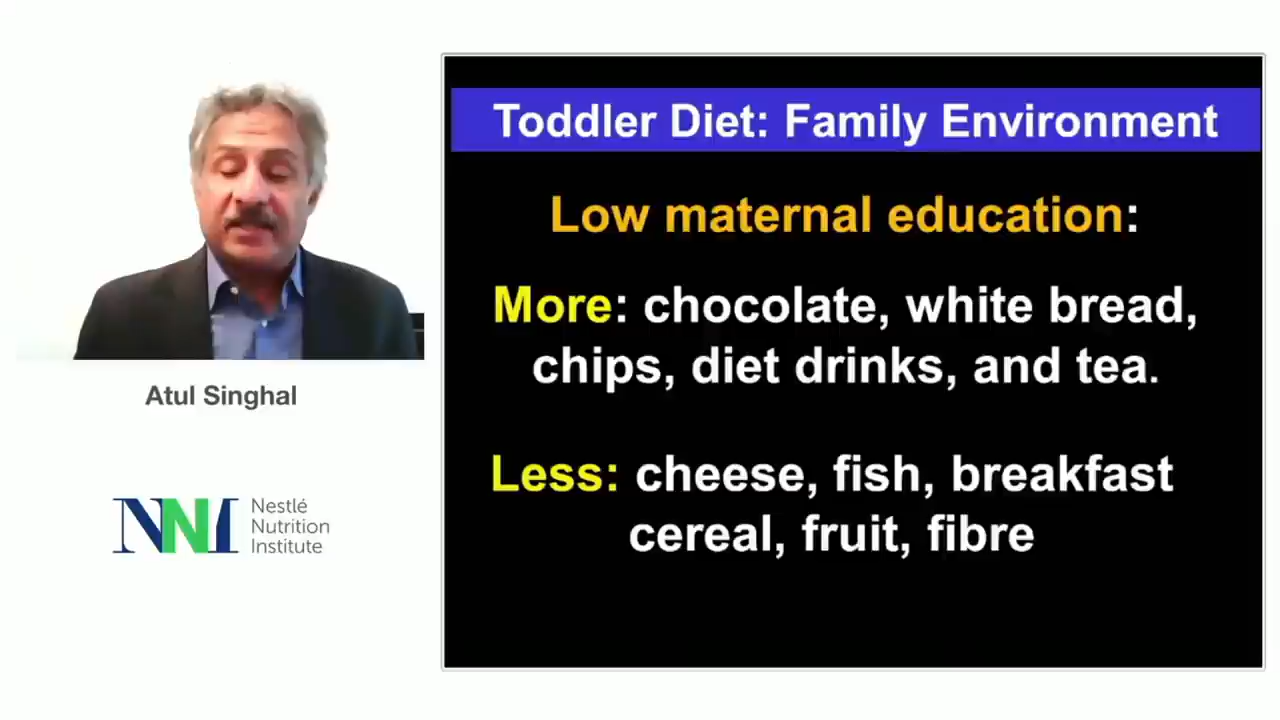 Toddler Diet: Family Environment
Low maternal education:
More: chocolate, white bread,
chips, diet drinks, and tea.
Less: cheese, fish, breakfast
cereal, fruit, fibre
Atul Singhal
NNI
Nestlé
Nutrition
Institute